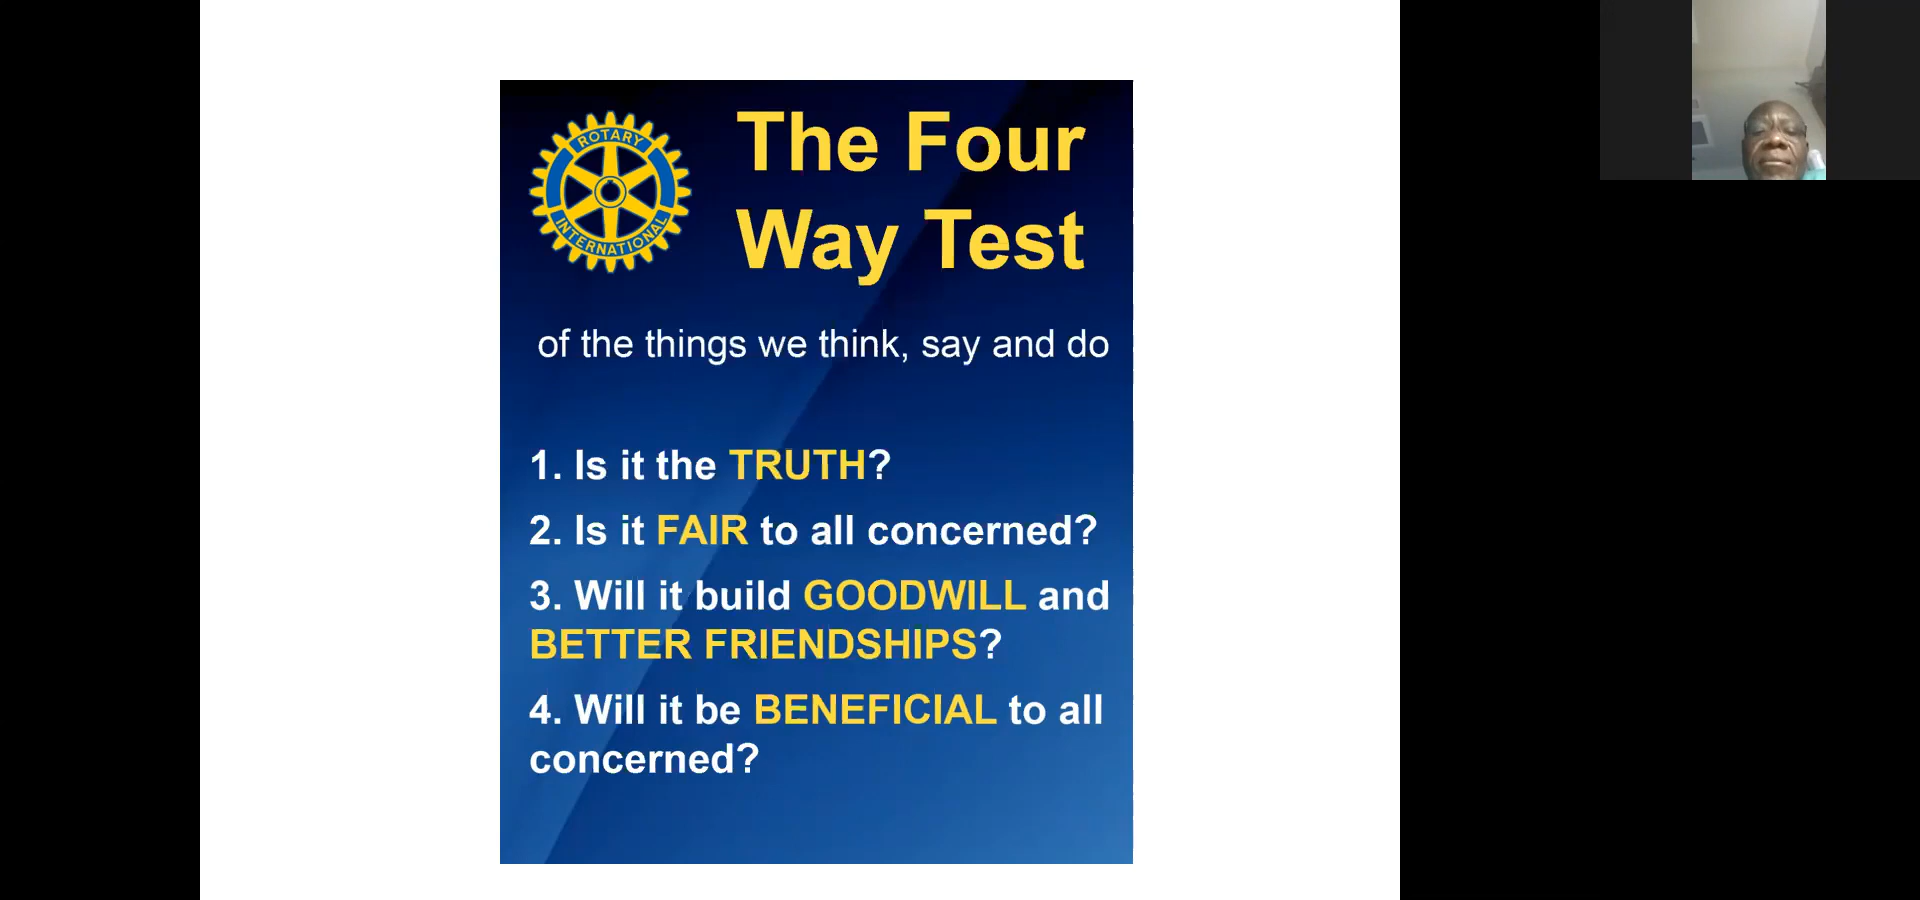 ROTARY
INTERNATIONAL
The Four
Way Test
of the things we think, say and do
1. Is it the TRUTH?
2. Is it FAIR to all concerned?
3. Will it build GOODWILL and
BETTER FRIENDSHIPS?
4. Will it be BENEFICIAL to all
concerned?